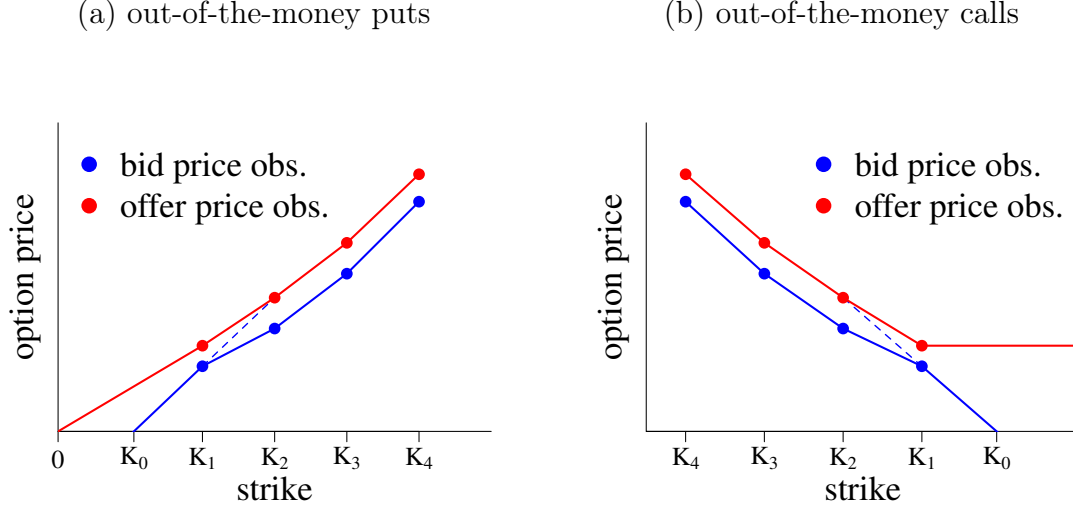 (a) out-of-the-money puts
bid price obs.
offer price obs.
option price
0 K₀ K₁ K₂ K₃ K₄
strike
(b) out-of-the-money calls
bid price obs.
offer price obs.
option price
K₄ K₃ K₂ K₁ K₀
strike